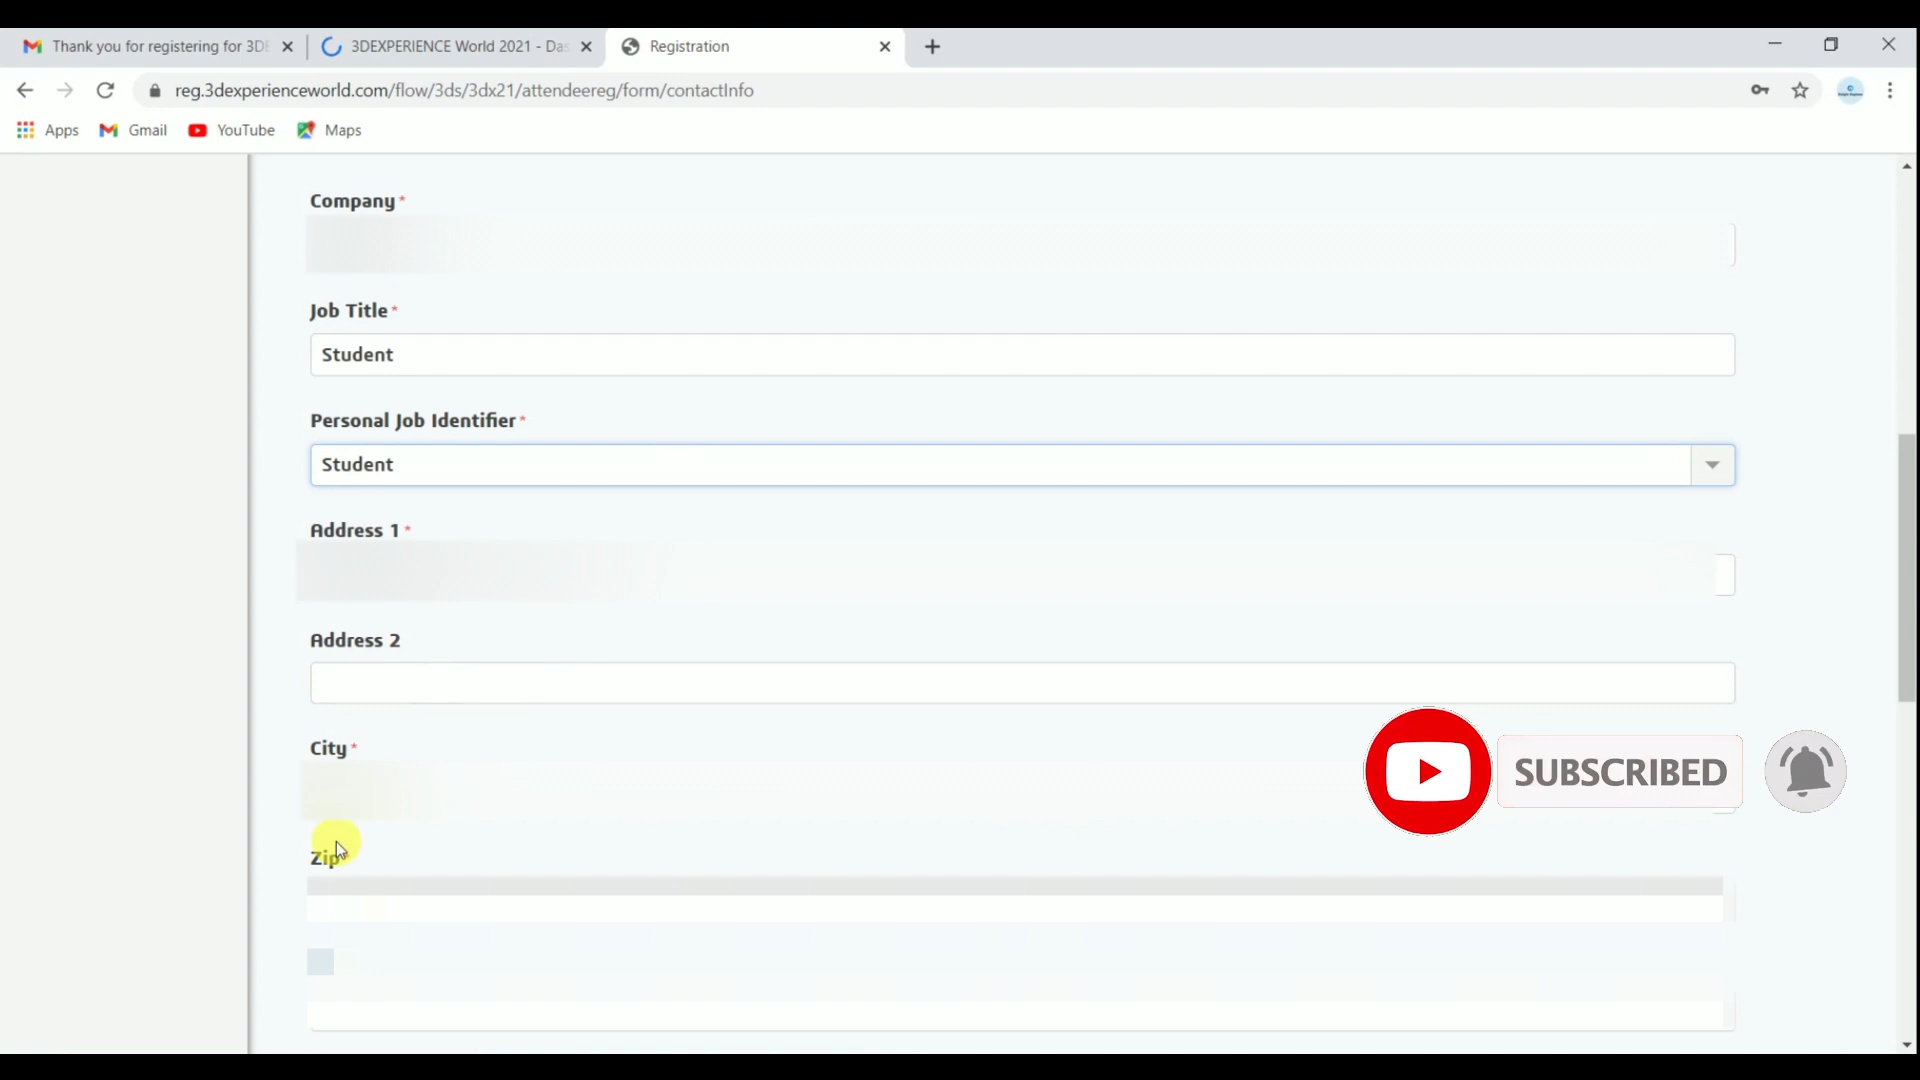 Thank you for registering for 3DE
3DEXPERIENCE World 2021 - Das
Registration
reg.3dexperienceworld.com/flow/3ds/3dx21/attendeereg/form/contactInfo
Apps
Gmail
YouTube
Maps
Company*
Job Title*
Student
Personal Job Identifier*
Student
Address 1*
Address 2
City*
SUBSCRIBED
Zip